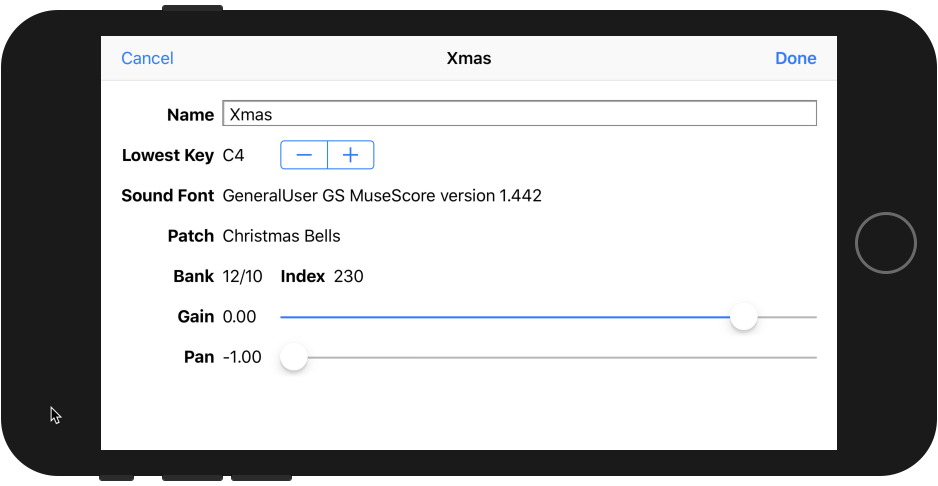 Cancel Xmas Done
Name Xmas
Lowest Key C4 − +
Sound Font GeneralUser GS MuseScore version 1.442
Patch Christmas Bells
Bank 12/10 Index 230
Gain 0.00
Pan -1.00